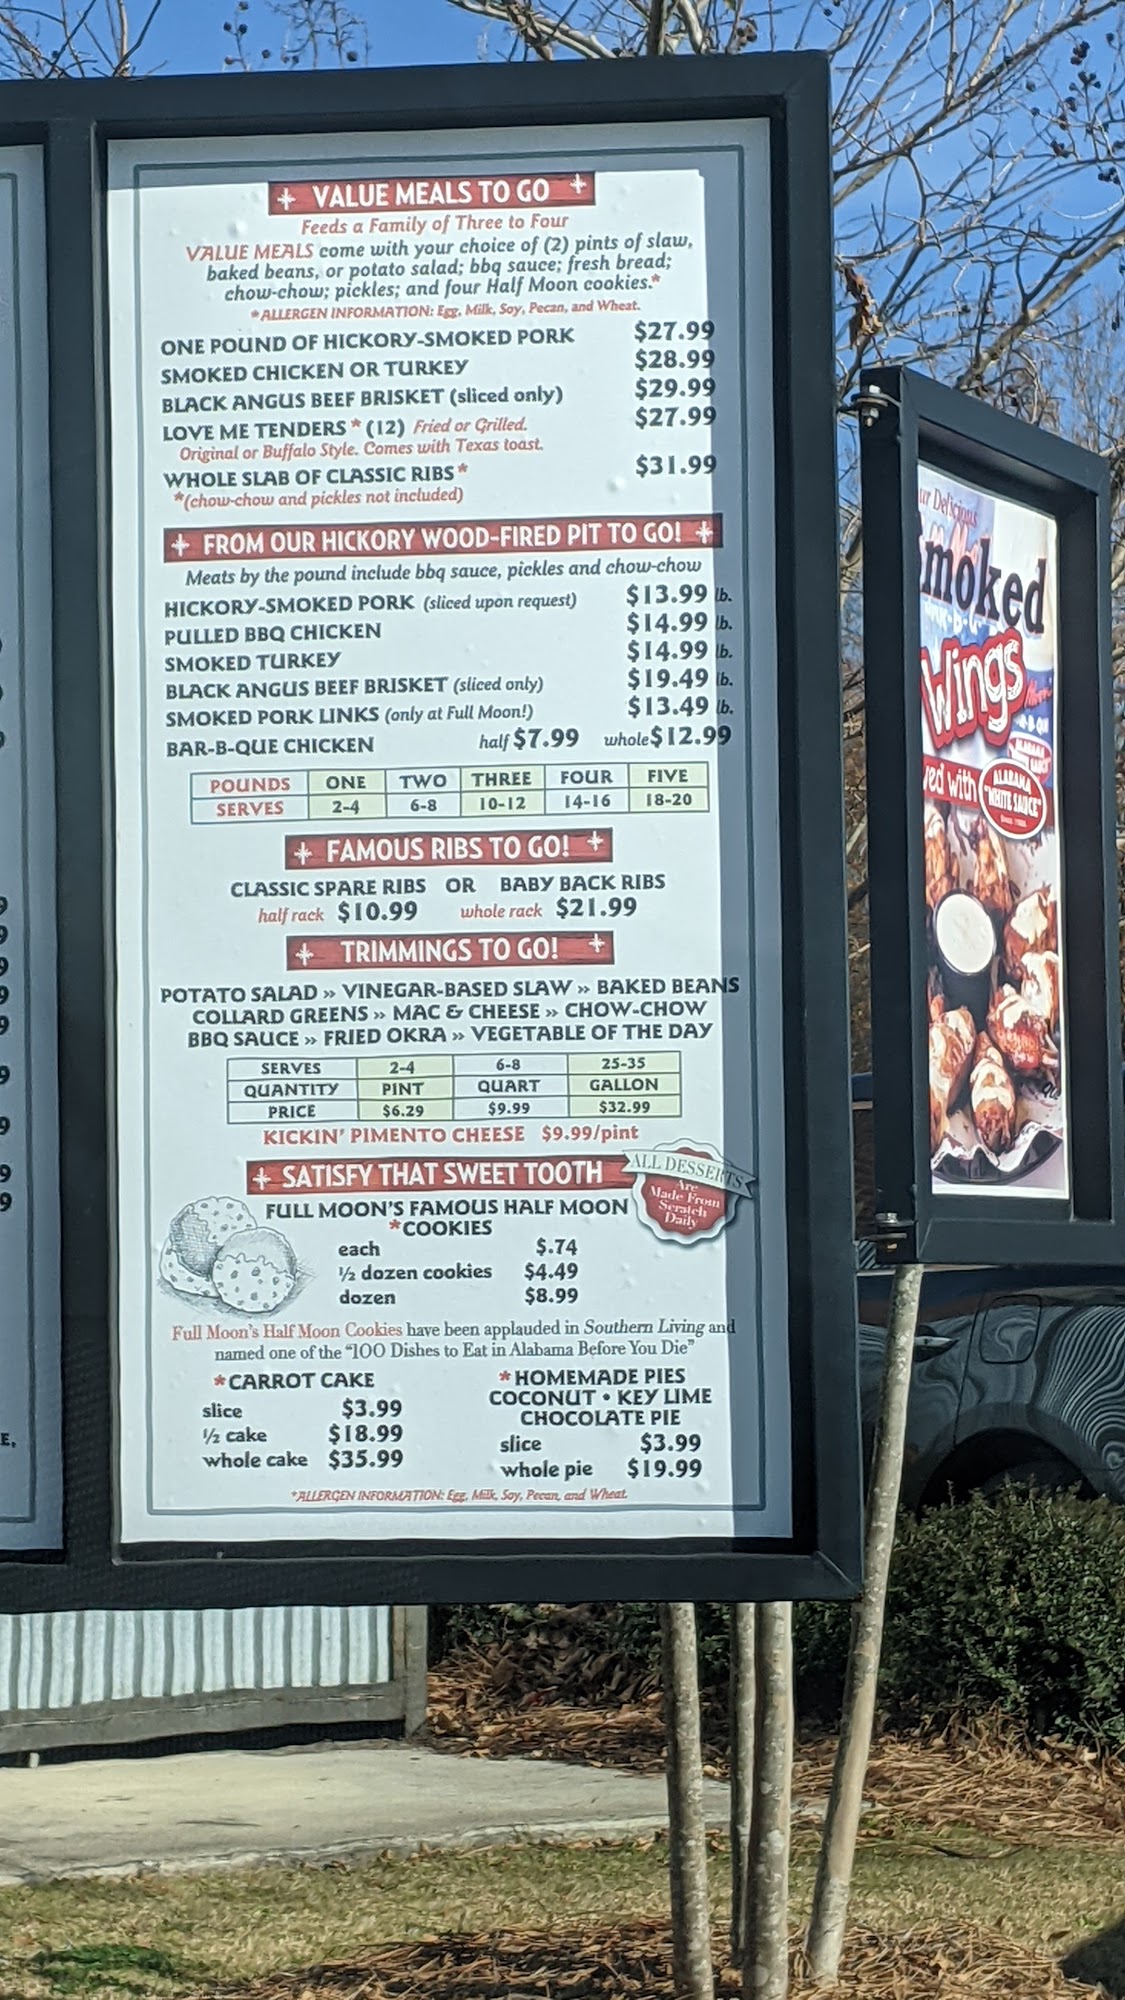 VALUE MEALS TO GO
Feeds a Family of Three to Four
VALUE MEALS come with your choice of (2) pints of slaw,
baked beans, or potato salad; bbq sauce; fresh bread;
chow-chow; pickles; and four Half Moon cookies.*
*ALLERGEN INFORMATION: Egg, Milk, Soy, Pecan, and Wheat.
ONE POUND OF HICKORY-SMOKED PORK $27.99
SMOKED CHICKEN OR TURKEY $28.99
BLACK ANGUS BEEF BRISKET (sliced only) $29.99
LOVE ME TENDERS * (12) Fried or Grilled. $27.99
Original or Buffalo Style. Comes with Texas toast.
WHOLE SLAB OF CLASSIC RIBS * $31.99
*(chow-chow and pickles not included)
FROM OUR HICKORY WOOD-FIRED PIT TO GO!
Meats by the pound include bbq sauce, pickles and chow-chow
HICKORY-SMOKED PORK (sliced upon request) $13.99 lb.
PULLED BBQ CHICKEN $14.99 lb.
SMOKED TURKEY $14.99 lb.
BLACK ANGUS BEEF BRISKET (sliced only) $19.49 lb.
SMOKED PORK LINKS (only at Full Moon!) $13.49 lb.
BAR-B-QUE CHICKEN half $7.99 whole $12.99
POUNDS ONE TWO THREE FOUR FIVE
SERVES 2-4 6-8 10-12 14-16 18-20
FAMOUS RIBS TO GO!
CLASSIC SPARE RIBS OR BABY BACK RIBS
half rack $10.99 whole rack $21.99
TRIMMINGS TO GO!
POTATO SALAD » VINEGAR-BASED SLAW » BAKED BEANS
COLLARD GREENS » MAC & CHEESE » CHOW-CHOW
BBQ SAUCE » FRIED OKRA » VEGETABLE OF THE DAY
SERVES 2-4 6-8 25-35
QUANTITY PINT QUART GALLON
PRICE $6.29 $9.99 $32.99
KICKIN' PIMENTO CHEESE $9.99/pint
SATISFY THAT SWEET TOOTH
ALL DESSERTS
Are
Made From
Scratch
Daily
FULL MOON'S FAMOUS HALF MOON
*COOKIES
each $.74
½ dozen cookies $4.49
dozen $8.99
Full Moon's Half Moon Cookies have been applauded in Southern Living and
named one of the "100 Dishes to Eat in Alabama Before You Die"
*CARROT CAKE
slice $3.99
½ cake $18.99
whole cake $35.99
*HOMEMADE PIES
COCONUT • KEY LIME
CHOCOLATE PIE
slice $3.99
whole pie $19.99
*ALLERGEN INFORMATION: Egg, Milk, Soy, Pecan, and Wheat.
ur Delicious
moked
Wings
ved with
ALABAMA
"WHITE SAUCE"